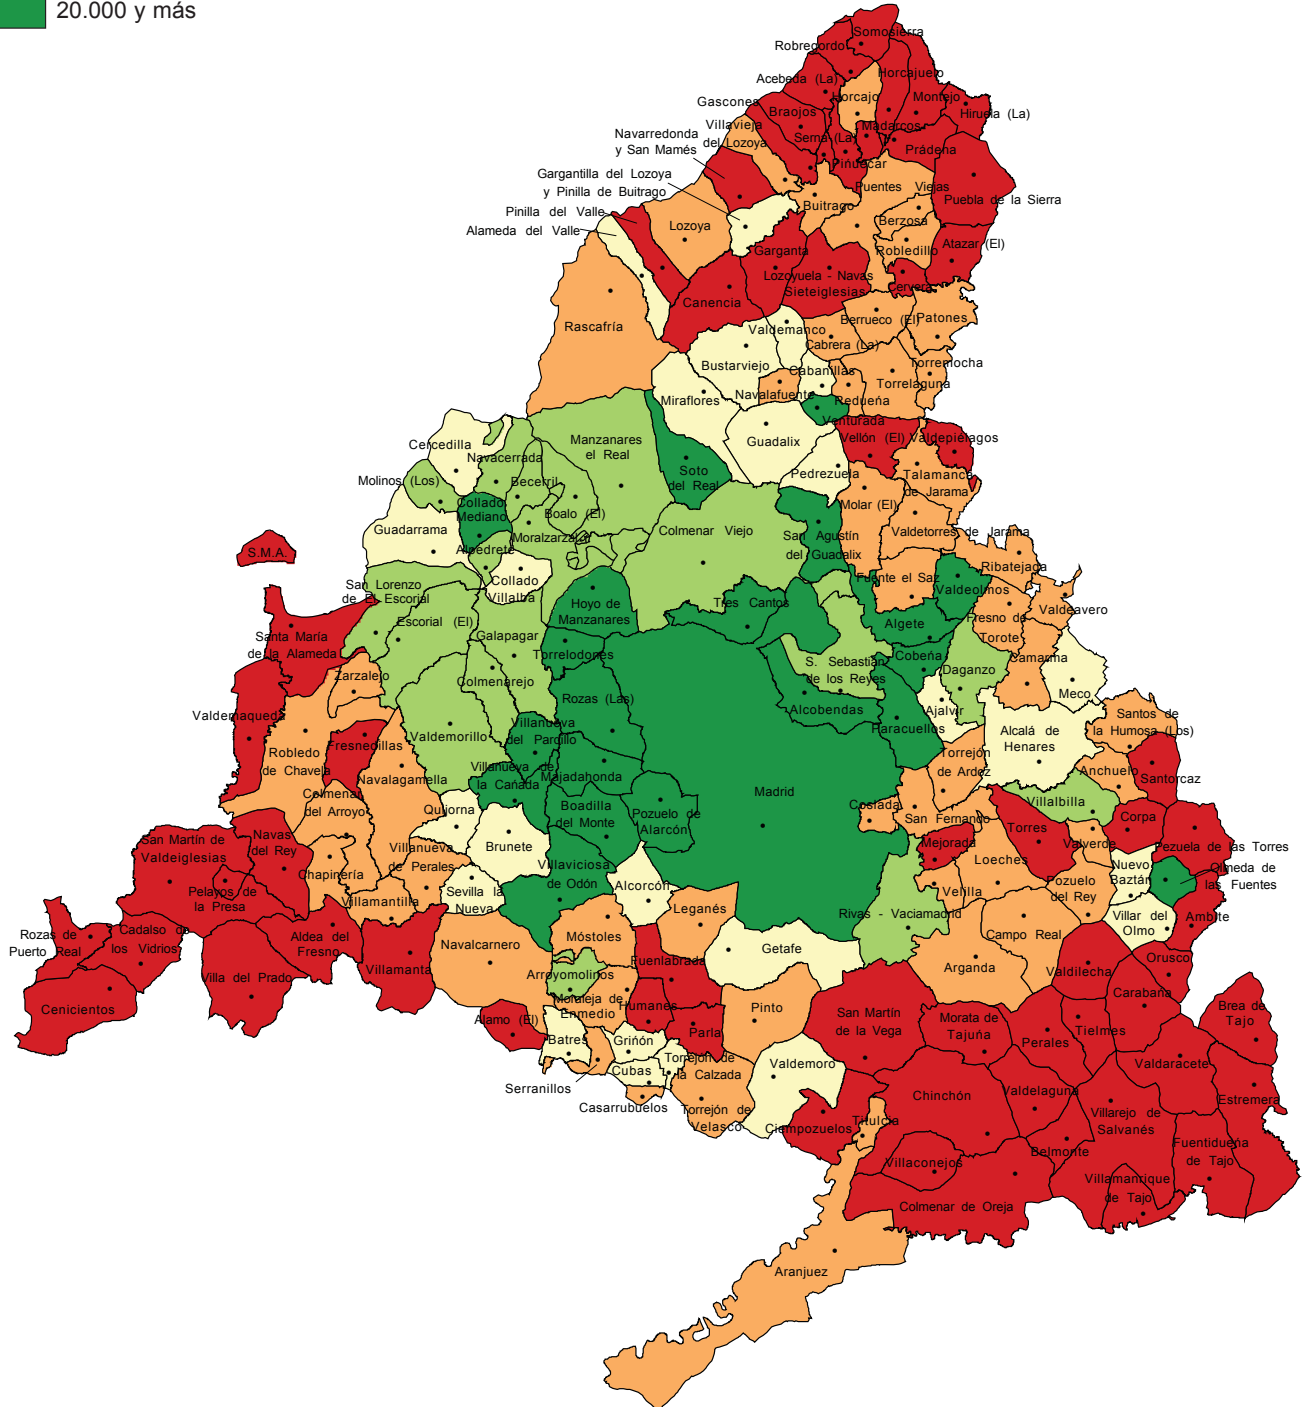 20.000 y más
Somosierra
Robregordo
Acebeda (La)
Horcajuelo
Horcajo
Montejo
Gascones
Braojos
Hiruela (La)
Villavieja
del Lozoya
Madarcos
Serna (La)
Navarredonda
y San Mamés
Prádena
Piñuecar
Gargantilla del Lozoya
y Pinilla de Buitrago
Puentes Viejas
Buitrago
Puebla de la Sierra
Pinilla del Valle
Alameda del Valle
Lozoya
Berzosa
Robledillo
Atazar (El)
Garganta
Lozoyuela - Navas
Sieteiglesias
Cervera
Canencia
Rascafría
Berrueco (El)
Patones
Valdemanco
Cabrera (La)
Bustarviejo
Cabanillas
Torremocha
Torrelaguna
Navalafuente
Redueña
Miraflores
Venturada
Cercedilla
Manzanares
el Real
Guadalix
Vellón (El)
Valdepiélagos
Navacerrada
Soto
del Real
Pedrezuela
Talamanca
de Jarama
Molinos (Los)
Becerril
Collado
Mediano
Boalo (El)
Molar (El)
Guadarrama
Moralzarzal
Colmenar Viejo
San Agustín
del Guadalix
Valdetorres de Jarama
S.M.A.
Alpedrete
Collado
Villalba
Ribatejada
San Lorenzo
de El Escorial
Fuente el Saz
Valdeolmos
Hoyo de
Manzanares
Tres Cantos
Valdeavero
Santa María
de la Alameda
Escorial (El)
Galapagar
Algete
Fresno de
Torote
Torrelodones
S. Sebastián
de los Reyes
Cobeña
Daganzo
Camarma
Zarzalejo
Colmenarejo
Rozas (Las)
Meco
Valdemaqueda
Alcobendas
Ajalvir
Paracuellos
Villanueva
del Pardillo
Valdemorillo
Alcalá de
Henares
Santos de
la Humosa (Los)
Robledo
de Chavela
Fresnedillas
Navalagamella
Villanueva de
la Cañada
Majadahonda
Torrejón
de Ardoz
Anchuelo
Santorcaz
Colmenar
del Arroyo
Quijorna
Boadilla
del Monte
Pozuelo de
Alarcón
Madrid
Coslada
San Fernando
Villalbilla
Corpa
San Martín de
Valdeiglesias
Navas
del Rey
Villanueva
de Perales
Brunete
Mejorada
Torres
Valverde
Pezuela de las Torres
Loeches
Chapinería
Villaviciosa
de Odón
Nuevo
Baztán
Olmeda de
las Fuentes
Pelayos de
la Presa
Villamantilla
Sevilla la
Nueva
Alcorcón
Velilla
Pozuelo
del Rey
Leganés
Rivas - Vaciamadrid
Villar del
Olmo
Ambite
Rozas de
Puerto Real
Cadalso de
los Vidrios
Aldea del
Fresno
Navalcarnero
Móstoles
Getafe
Campo Real
Villa del Prado
Villamanta
Arroyomolinos
Fuenlabrada
Arganda
Valdilecha
Orusco
Cenicientos
Moraleja de
Enmedio
Humanes
Carabaña
Alamo (El)
Parla
Pinto
San Martín
de la Vega
Morata de
Tajuña
Perales
Tielmes
Brea de
Tajo
Batres
Griñón
Cubas
Torrejón de
la Calzada
Valdemoro
Valdaracete
Serranillos
Casarrubuelos
Torrejón de
Velasco
Ciempozuelos
Titulcia
Chinchón
Valdelaguna
Villarejo de
Salvanés
Estremera
Villaconejos
Belmonte
Fuentidueña
de Tajo
Villamanrique
de Tajo
Colmenar de Oreja
Aranjuez